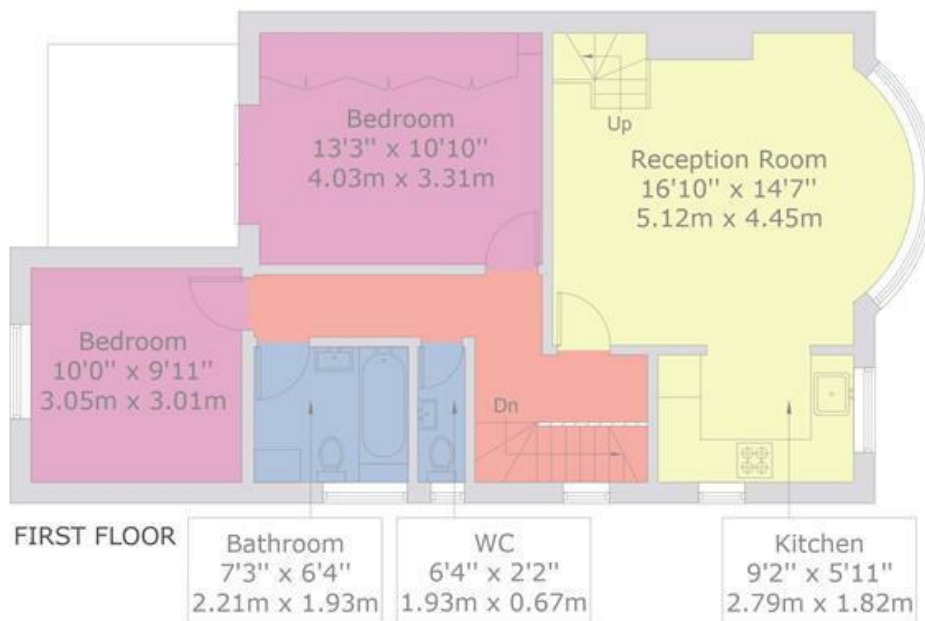 Bedroom
13'3'' x 10'10''
4.03m x 3.31m
Up
Reception Room
16'10'' x 14'7''
5.12m x 4.45m
Bedroom
10'0'' x 9'11''
3.05m x 3.01m
Dn
FIRST FLOOR
Bathroom
7'3'' x 6'4''
2.21m x 1.93m
WC
6'4'' x 2'2''
1.93m x 0.67m
Kitchen
9'2'' x 5'11''
2.79m x 1.82m